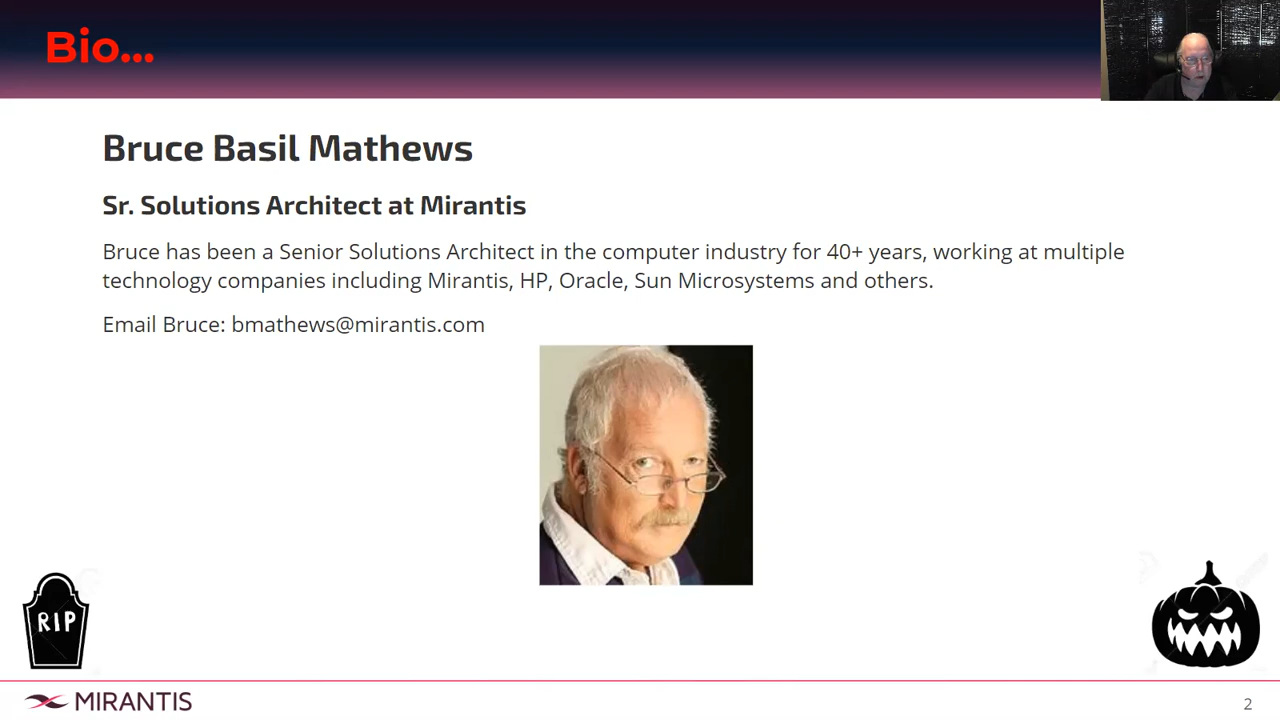 Bio...
Bruce Basil Mathews
Sr. Solutions Architect at Mirantis
Bruce has been a Senior Solutions Architect in the computer industry for 40+ years, working at multiple
technology companies including Mirantis, HP, Oracle, Sun Microsystems and others.
Email Bruce: bmathews@mirantis.com
RIP
MIRANTIS
2